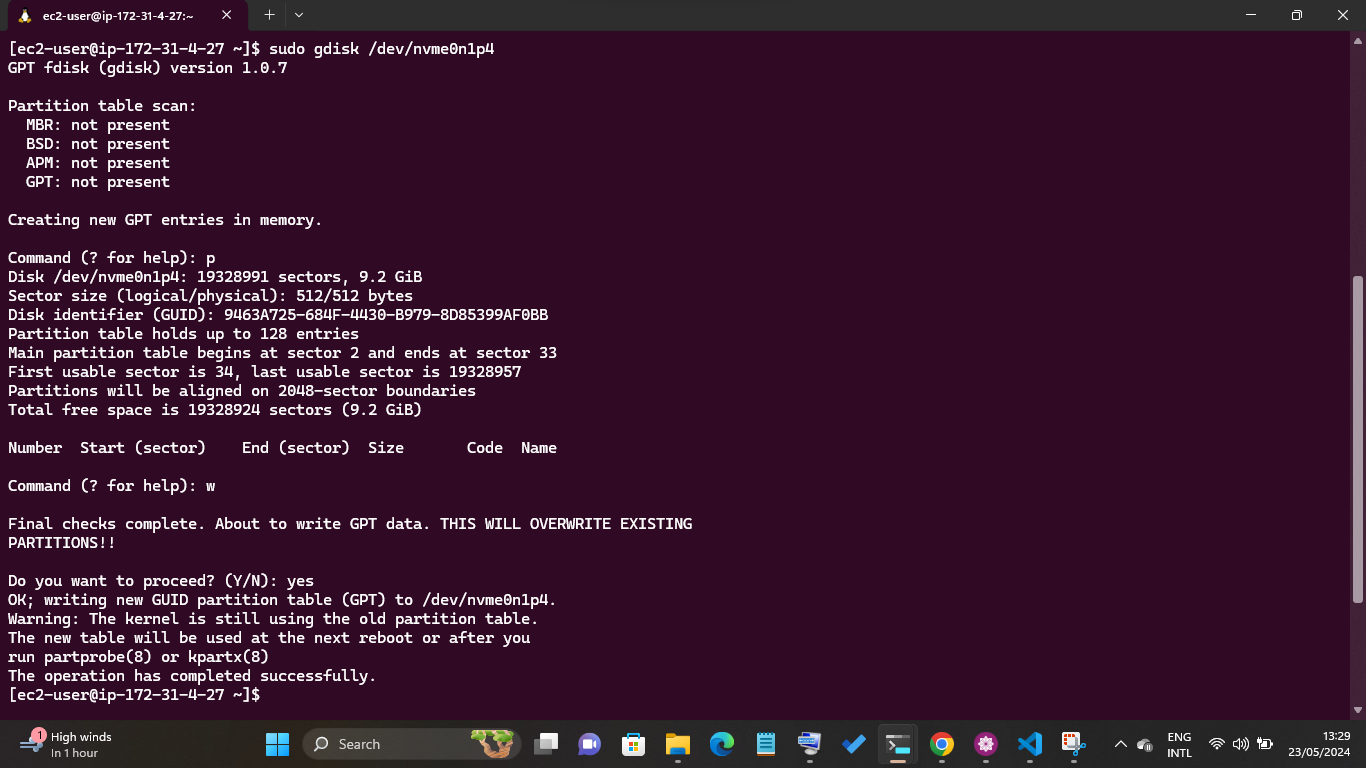 ec2-user@ip-172-31-4-27:~
[ec2-user@ip-172-31-4-27 ~]$ sudo gdisk /dev/nvme0n1p4
GPT fdisk (gdisk) version 1.0.7
Partition table scan:
MBR: not present
BSD: not present
APM: not present
GPT: not present
Creating new GPT entries in memory.
Command (? for help): p
Disk /dev/nvme0n1p4: 19328991 sectors, 9.2 GiB
Sector size (logical/physical): 512/512 bytes
Disk identifier (GUID): 9463A725-684F-4430-B979-8D85399AF0BB
Partition table holds up to 128 entries
Main partition table begins at sector 2 and ends at sector 33
First usable sector is 34, last usable sector is 19328957
Partitions will be aligned on 2048-sector boundaries
Total free space is 19328924 sectors (9.2 GiB)
Number  Start (sector)    End (sector)  Size       Code  Name
Command (? for help): w
Final checks complete. About to write GPT data. THIS WILL OVERWRITE EXISTING
PARTITIONS!!
Do you want to proceed? (Y/N): yes
OK; writing new GUID partition table (GPT) to /dev/nvme0n1p4.
Warning: The kernel is still using the old partition table.
The new table will be used at the next reboot or after you
run partprobe(8) or kpartx(8)
The operation has completed successfully.
[ec2-user@ip-172-31-4-27 ~]$
1
High winds
In 1 hour
Search
ENG
INTL
13:29
23/05/2024